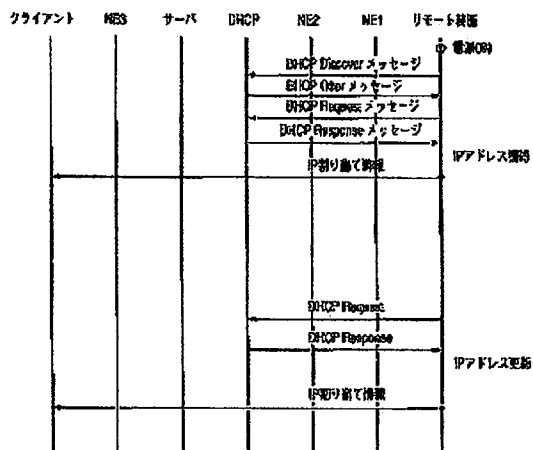 クライアント NE3 サーバ DHCP NE2 NE1 リモート装置
電源ON
DHCP Discover メッセージ
DHCP Offer メッセージ
DHCP Request メッセージ
DHCP Response メッセージ
IPアドレス獲得
IP割り当て情報
DHCP Request
DHCP Response
IPアドレス更新
IP割り当て情報